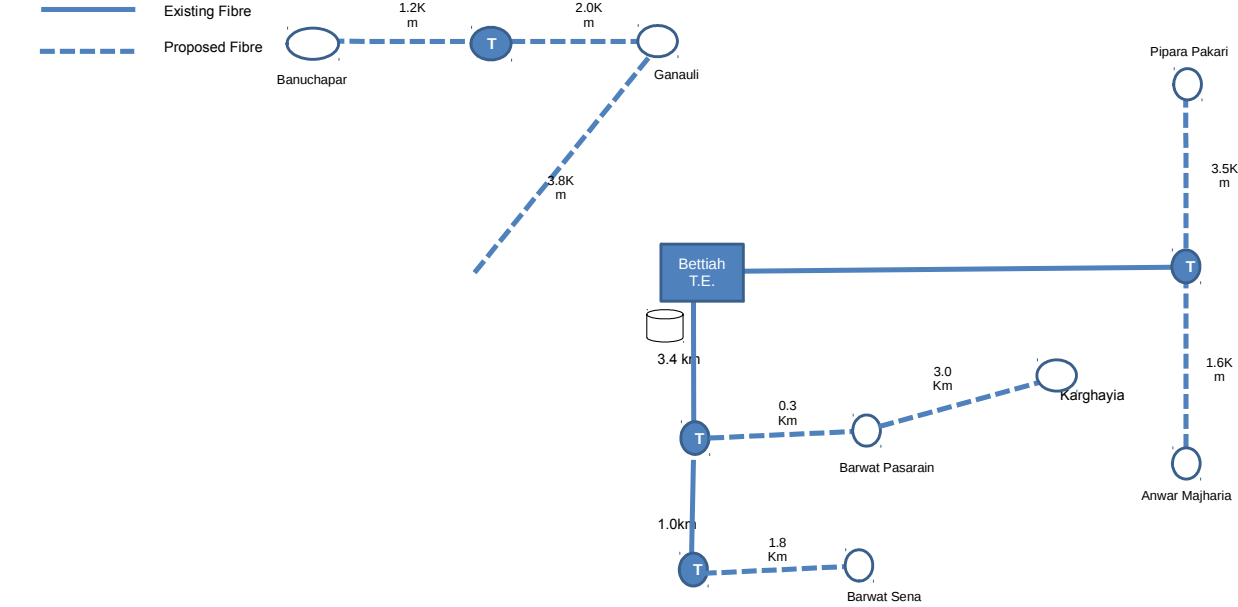 Existing Fibre
Proposed Fibre
1.2K
m
2.0K
m
T
Banuchapar
Ganauli
Pipara Pakari
3.8K
m
3.5K
m
Bettiah
T.E.
T
3.4 km
1.6K
m
3.0
Km
Karghayia
0.3
Km
T
Barwat Pasarain
Anwar Majharia
1.0km
1.8
Km
T
Barwat Sena